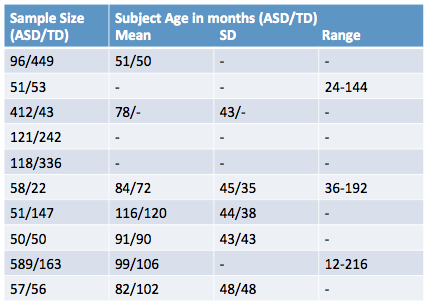 Sample Size Subject Age in months (ASD/TD)
(ASD/TD) Mean SD Range
96/449 51/50 - -
51/53 - - 24-144
412/43 78/- 43/- -
121/242 - - -
118/336 - - -
58/22 84/72 45/35 36-192
51/147 116/120 44/38 -
50/50 91/90 43/43 -
589/163 99/106 - 12-216
57/56 82/102 48/48 -